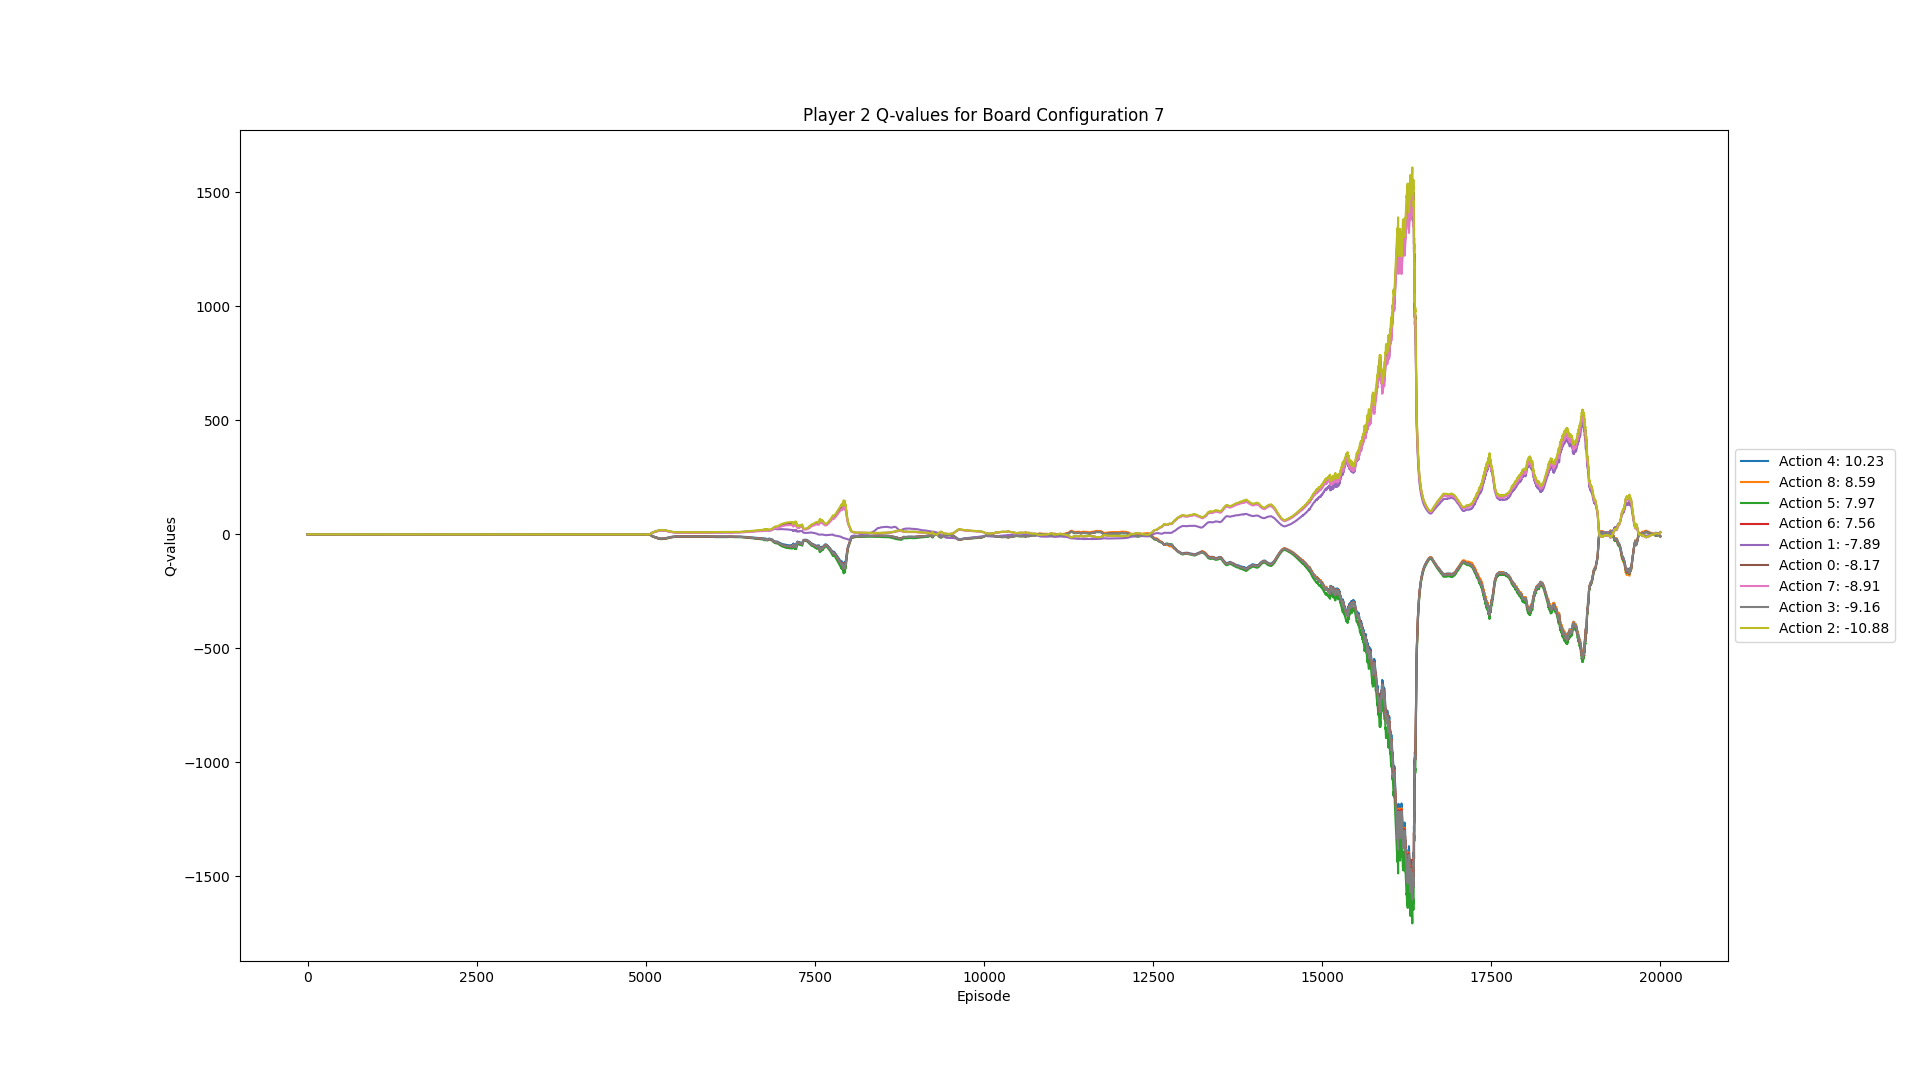 Player 2 Q-values for Board Configuration 7
Q-values
1500
1000
500
0
−500
−1000
−1500
0
2500
5000
7500
10000
12500
15000
17500
20000
Episode
Action 4: 10.23
Action 8: 8.59
Action 5: 7.97
Action 6: 7.56
Action 1: -7.89
Action 0: -8.17
Action 7: -8.91
Action 3: -9.16
Action 2: -10.88